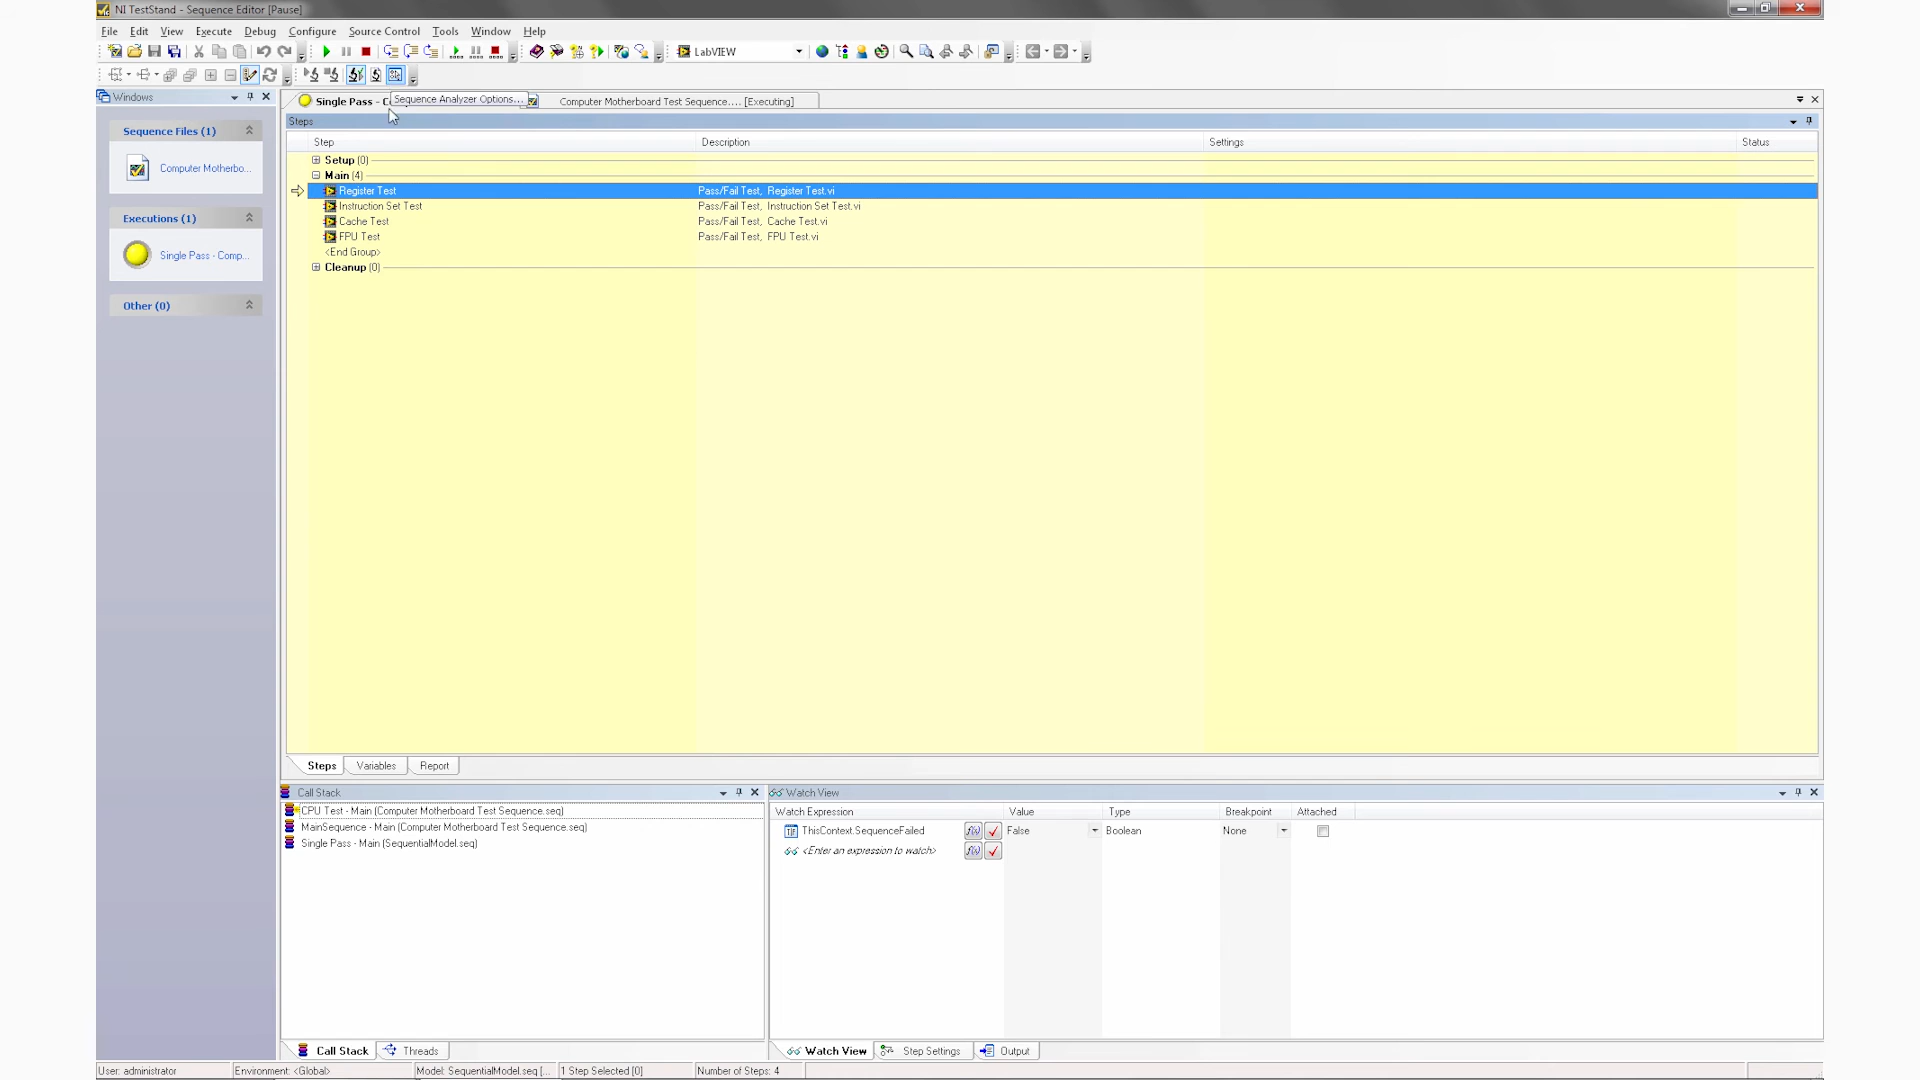 NI TestStand - Sequence Editor [Pause]
File Edit View Execute Debug Configure Source Control Tools Window Help
LabVIEW
Windows
Single Pass - C
Sequence Analyzer Options...
Computer Motherboard Test Sequence.... [Executing]
Steps
Sequence Files (1)
Computer Motherbo...
Executions (1)
Single Pass - Comp...
Other (0)
Step Description Settings Status
Setup (0)
Main (4)
Register Test Pass/Fail Test, Register Test.vi
Instruction Set Test Pass/Fail Test, Instruction Set Test.vi
Cache Test Pass/Fail Test, Cache Test.vi
FPU Test Pass/Fail Test, FPU Test.vi
<End Group>
Cleanup (0)
Steps Variables Report
Call Stack
CPU Test - Main (Computer Motherboard Test Sequence.seq)
MainSequence - Main (Computer Motherboard Test Sequence.seq)
Single Pass - Main (SequentialModel.seq)
Call Stack Threads
Watch View
Watch Expression Value Type Breakpoint Attached
ThisContext.SequenceFailed f(x) False Boolean None
<Enter an expression to watch> f(x)
Watch View Step Settings Output
User: administrator Environment: <Global> Model: SequentialModel.seq [... 1 Step Selected [0] Number of Steps: 4